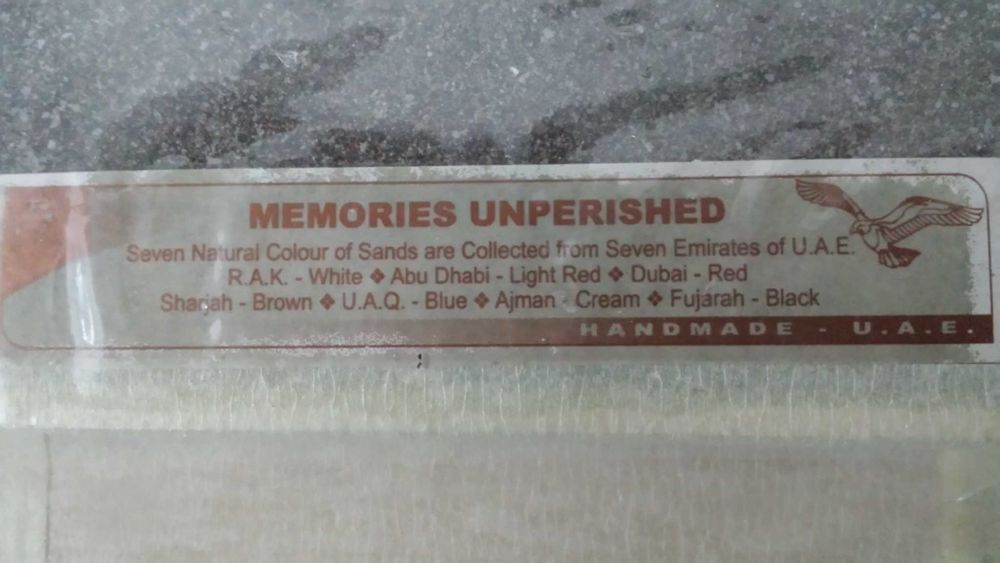 MEMORIES UNPERISHED
Seven Natural Colour of Sands are Collected from Seven Emirates of U.A.E.
R.A.K. - White ❖ Abu Dhabi - Light Red ❖ Dubai - Red
Sharjah - Brown ❖ U.A.Q. - Blue ❖ Ajman - Cream ❖ Fujarah - Black
HANDMADE - U.A.E.